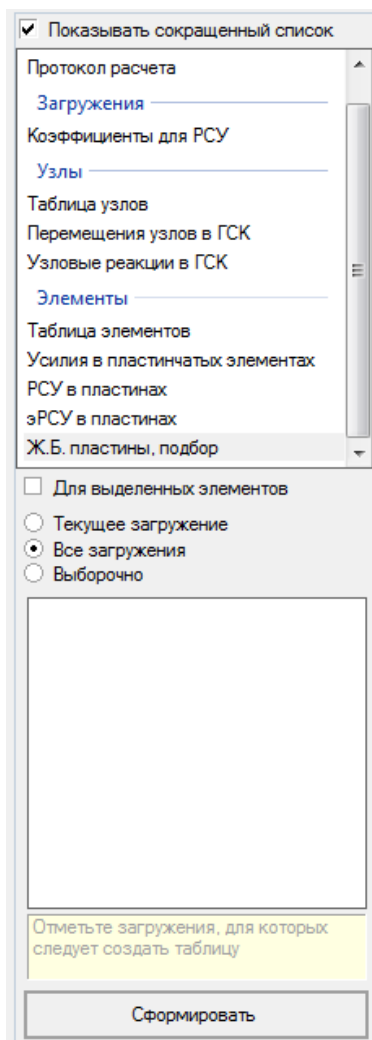 Показывать сокращенный список
Протокол расчета
Загружения
Коэффициенты для РСУ
Узлы
Таблица узлов
Перемещения узлов в ГСК
Узловые реакции в ГСК
Элементы
Таблица элементов
Усилия в пластинчатых элементах
РСУ в пластинах
эРСУ в пластинах
Ж.Б. пластины, подбор
Для выделенных элементов
Текущее загружение
Все загружения
Выборочно
Отметьте загружения, для которых
следует создать таблицу
Сформировать